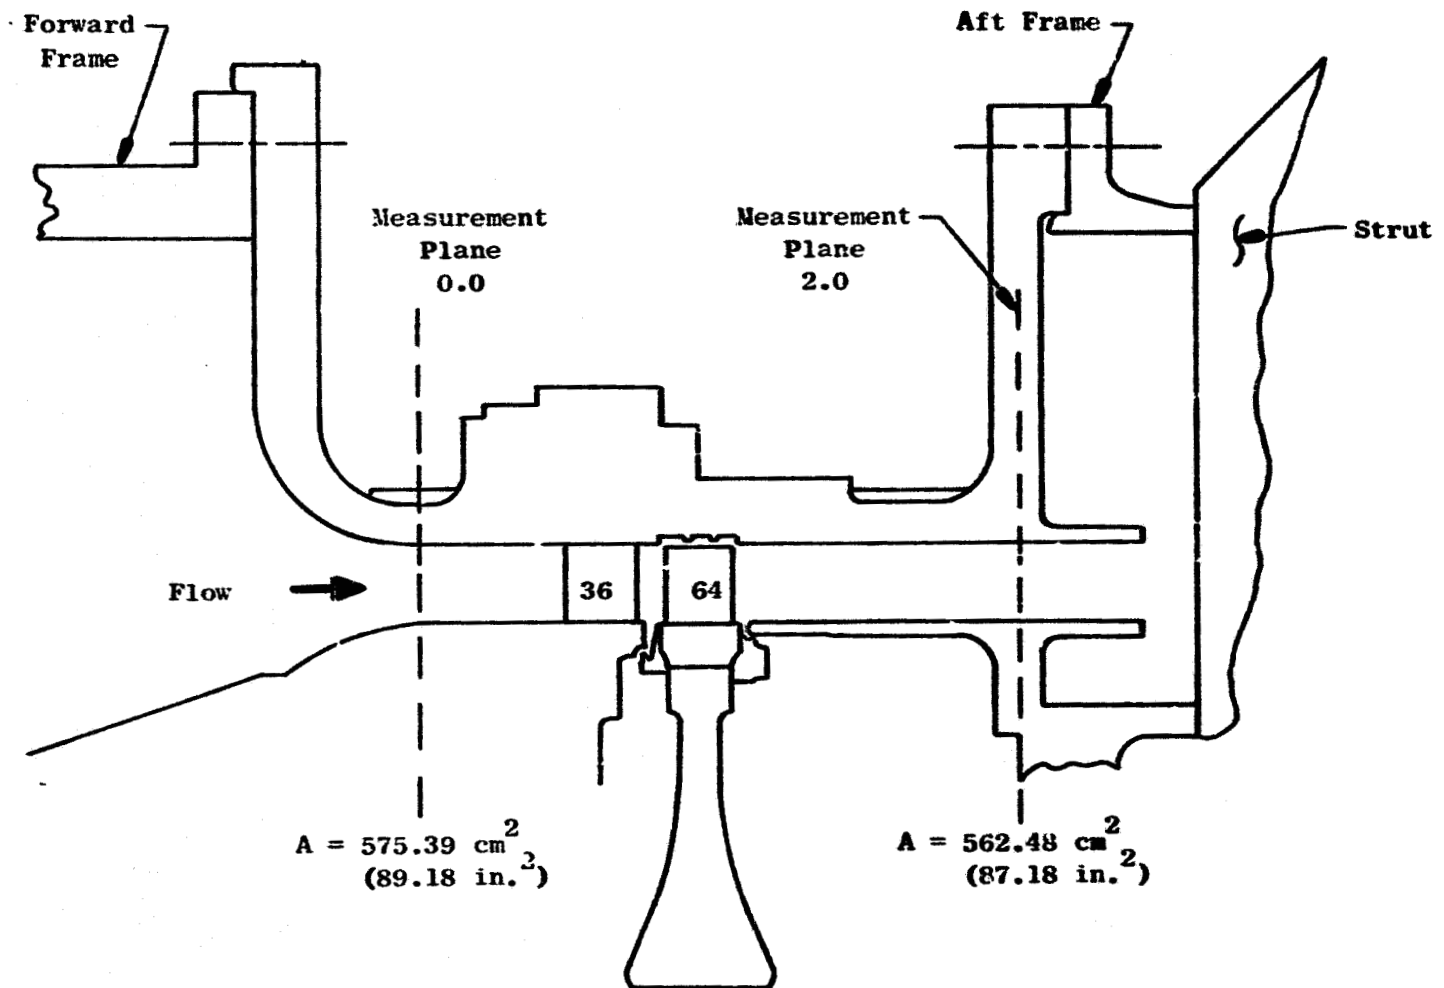 Forward
Frame
Aft Frame
Measurement
Plane
0.0
Measurement
Plane
2.0
Strut
Flow
36
64
A = 575.39 cm²
(89.18 in.²)
A = 562.48 cm²
(87.18 in.²)